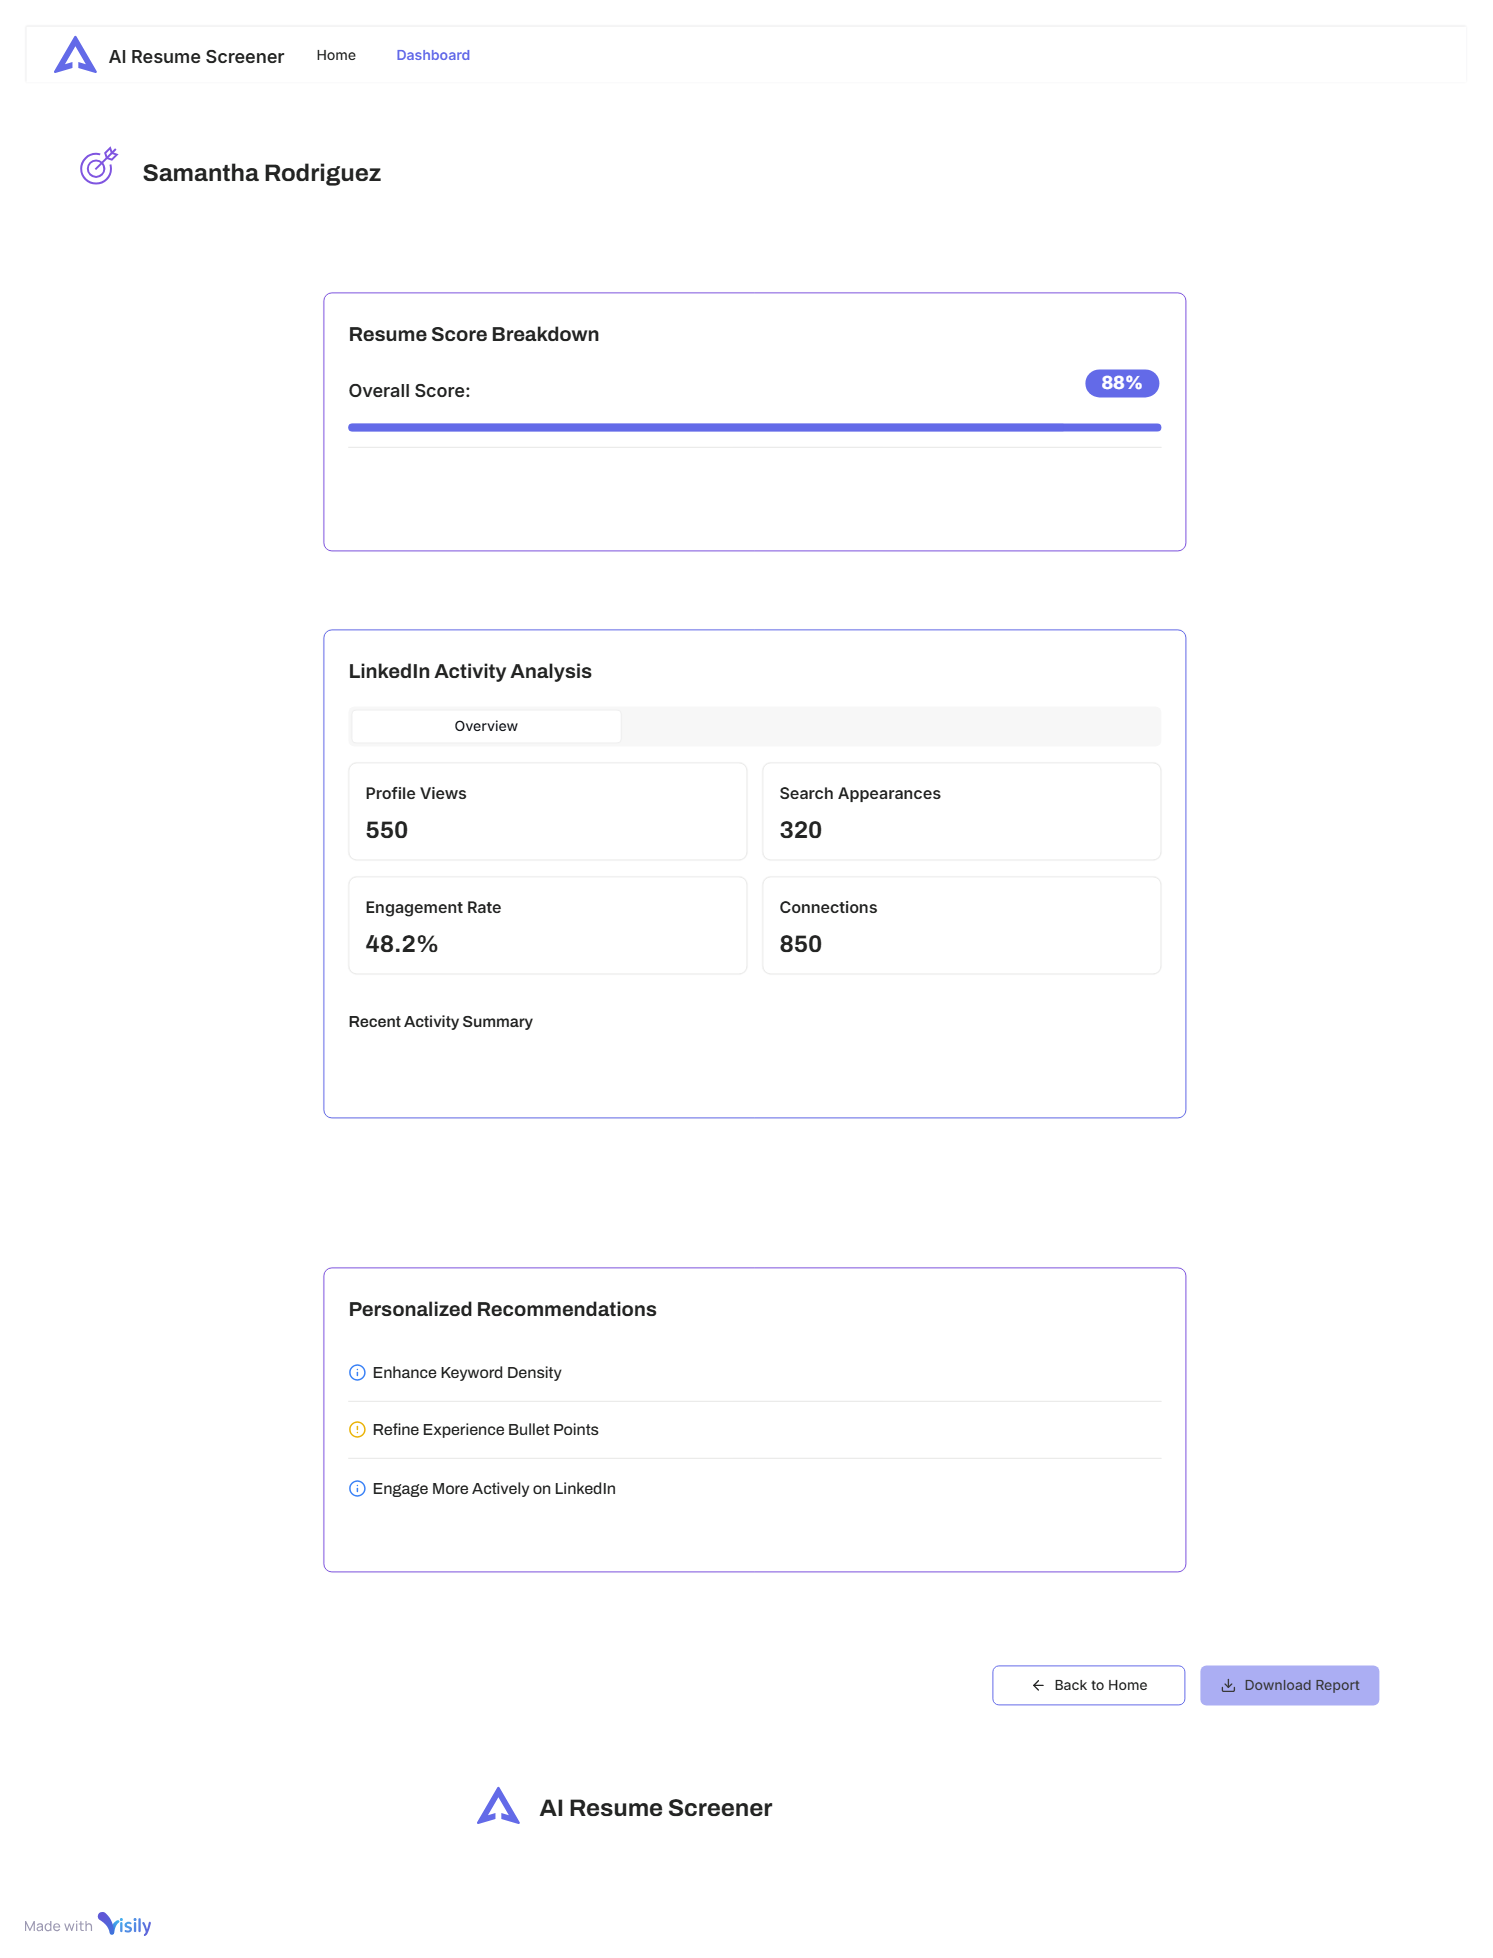 AI Resume Screener Home Dashboard
Samantha Rodriguez
Resume Score Breakdown
Overall Score: 88%
LinkedIn Activity Analysis
Overview
Profile Views
550
Search Appearances
320
Engagement Rate
48.2%
Connections
850
Recent Activity Summary
Personalized Recommendations
Enhance Keyword Density
Refine Experience Bullet Points
Engage More Actively on LinkedIn
Back to Home Download Report
AI Resume Screener
Made with Visily